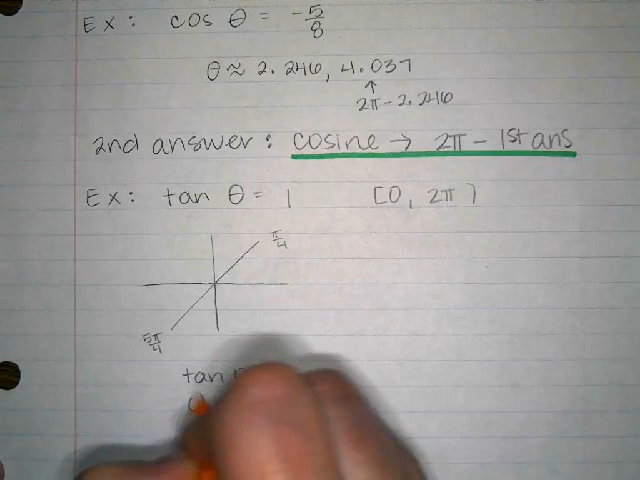 Ex: cos θ = -5/8
θ ≈ 2.246, 4.037
↑
2π - 2.246
2nd answer: cosine → 2π - 1st ans
Ex: tan θ = 1 [0, 2π)
π/4
5π/4
tan